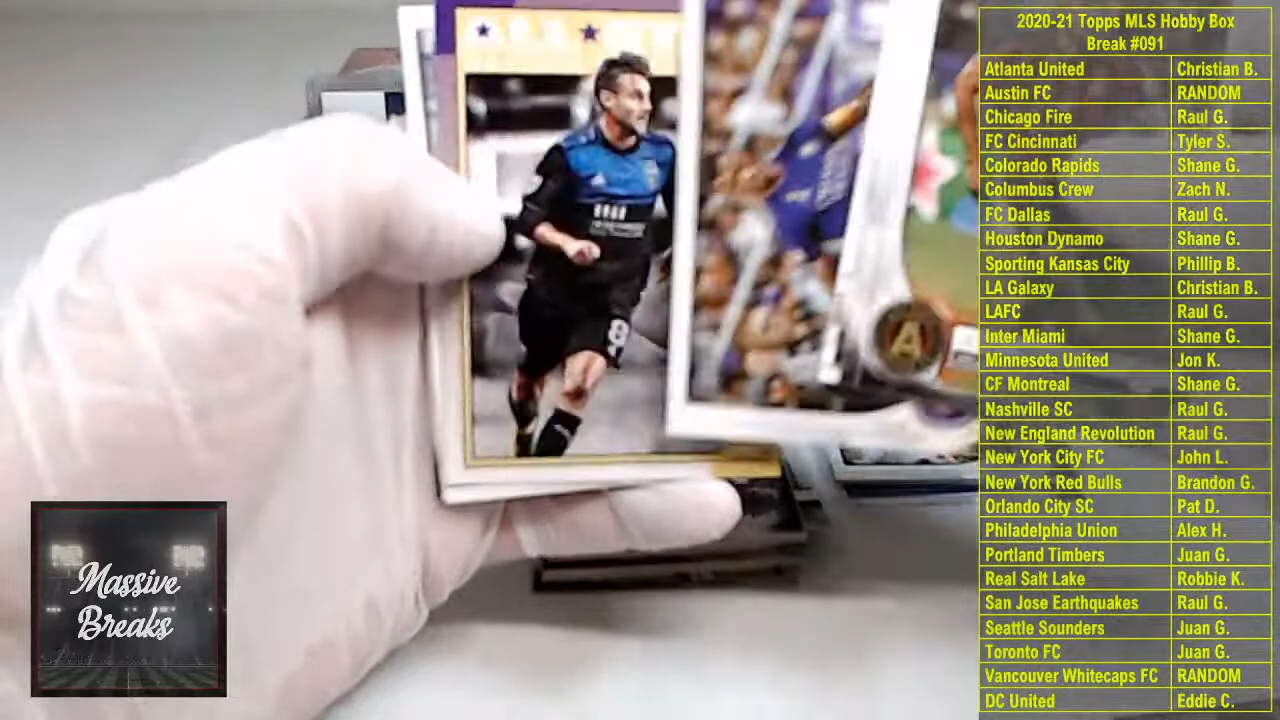 2020-21 Topps MLS Hobby Box
Break #091
Atlanta United Christian B.
Austin FC RANDOM
Chicago Fire Raul G.
FC Cincinnati Tyler S.
Colorado Rapids Shane G.
Columbus Crew Zach N.
FC Dallas Raul G.
Houston Dynamo Shane G.
Sporting Kansas City Phillip B.
LA Galaxy Christian B.
LAFC Raul G.
Inter Miami Shane G.
Minnesota United Jon K.
CF Montreal Shane G.
Nashville SC Raul G.
New England Revolution Raul G.
New York City FC John L.
New York Red Bulls Brandon G.
Orlando City SC Pat D.
Philadelphia Union Alex H.
Portland Timbers Juan G.
Real Salt Lake Robbie K.
San Jose Earthquakes Raul G.
Seattle Sounders Juan G.
Toronto FC Juan G.
Vancouver Whitecaps FC RANDOM
DC United Eddie C.
8
A
Massive
Breaks